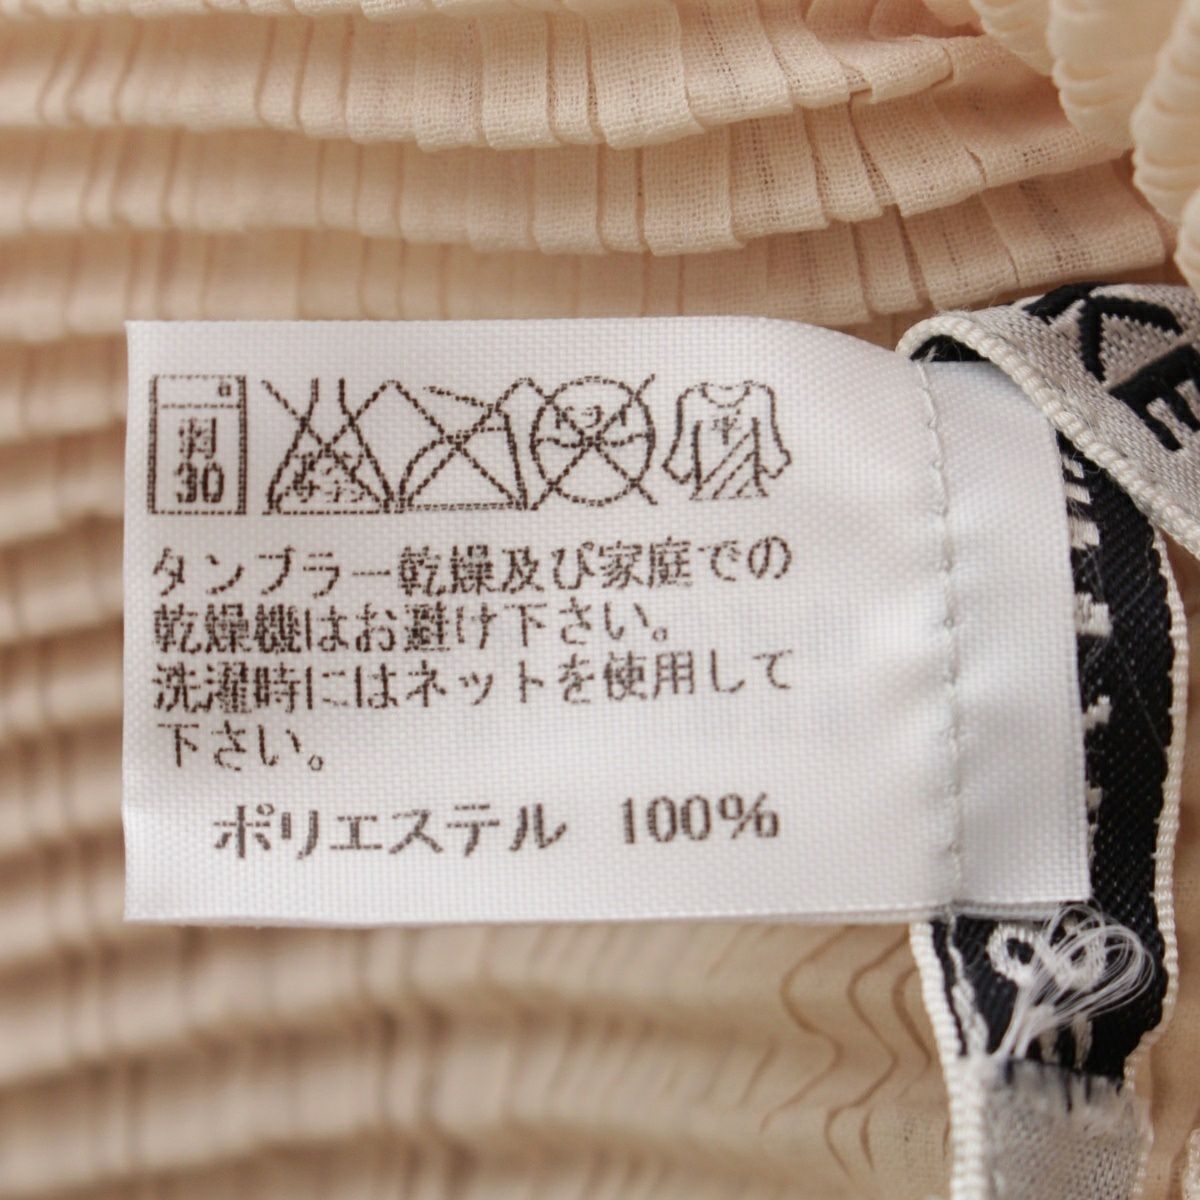 弱
30
平
タンブラー乾燥及び家庭での
乾燥機はお避け下さい。
洗濯時にはネットを使用して
下さい。
ポリエステル 100%
KE